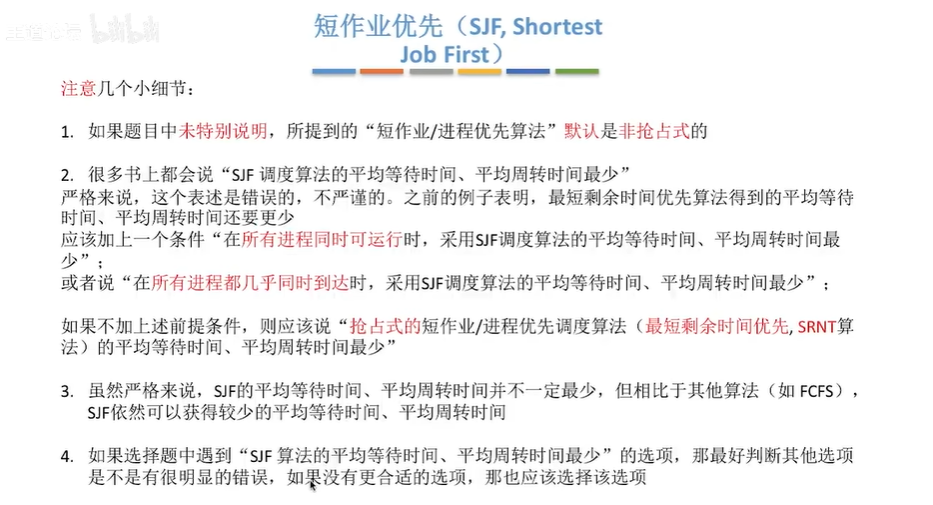 短作业优先（SJF, Shortest
Job First）
注意几个小细节：
1. 如果题目中未特别说明，所提到的“短作业/进程优先算法”默认是非抢占式的
2. 很多书上都会说“SJF 调度算法的平均等待时间、平均周转时间最少”
严格来说，这个表述是错误的，不严谨的。之前的例子表明，最短剩余时间优先算法得到的平均等待
时间、平均周转时间还要更少
应该加上一个条件“在所有进程同时可运行时，采用SJF调度算法的平均等待时间、平均周转时间最
少”；
或者说“在所有进程都几乎同时到达时，采用SJF调度算法的平均等待时间、平均周转时间最少”；
如果不加上述前提条件，则应该说“抢占式的短作业/进程优先调度算法（最短剩余时间优先, SRNT算
法）的平均等待时间、平均周转时间最少”
3. 虽然严格来说，SJF的平均等待时间、平均周转时间并不一定最少，但相比于其他算法（如 FCFS），
SJF依然可以获得较少的平均等待时间、平均周转时间
4. 如果选择题中遇到“SJF 算法的平均等待时间、平均周转时间最少”的选项，那最好判断其他选项
是不是有很明显的错误，如果没有更合适的选项，那也应该选择该选项